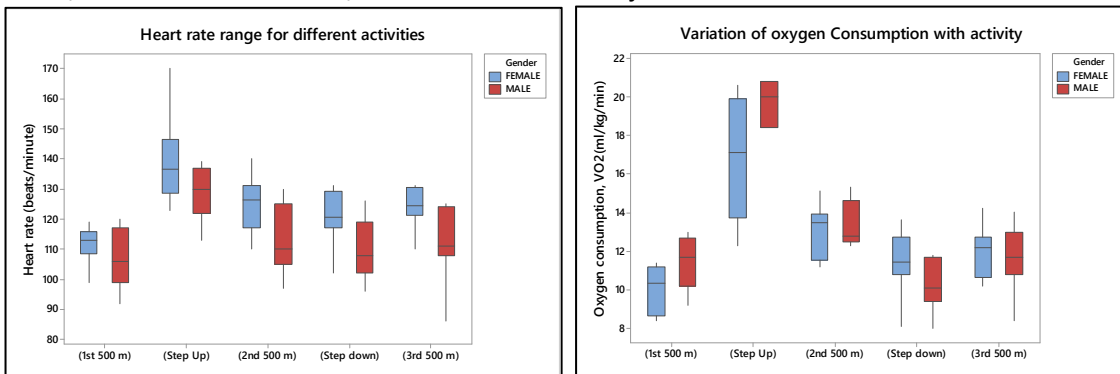 Heart rate range for different activities
Gender
FEMALE
MALE
Heart rate (beats/minute)
170
160
150
140
130
120
110
100
90
80
(1st 500 m) (Step Up) (2nd 500 m) (Step down) (3rd 500 m)
Variation of oxygen Consumption with activity
Gender
FEMALE
MALE
Oxygen consumption, VO2(ml/kg/min)
22
20
18
16
14
12
10
8
(1st 500 m) (Step Up) (2nd 500 m) (Step down) (3rd 500 m)